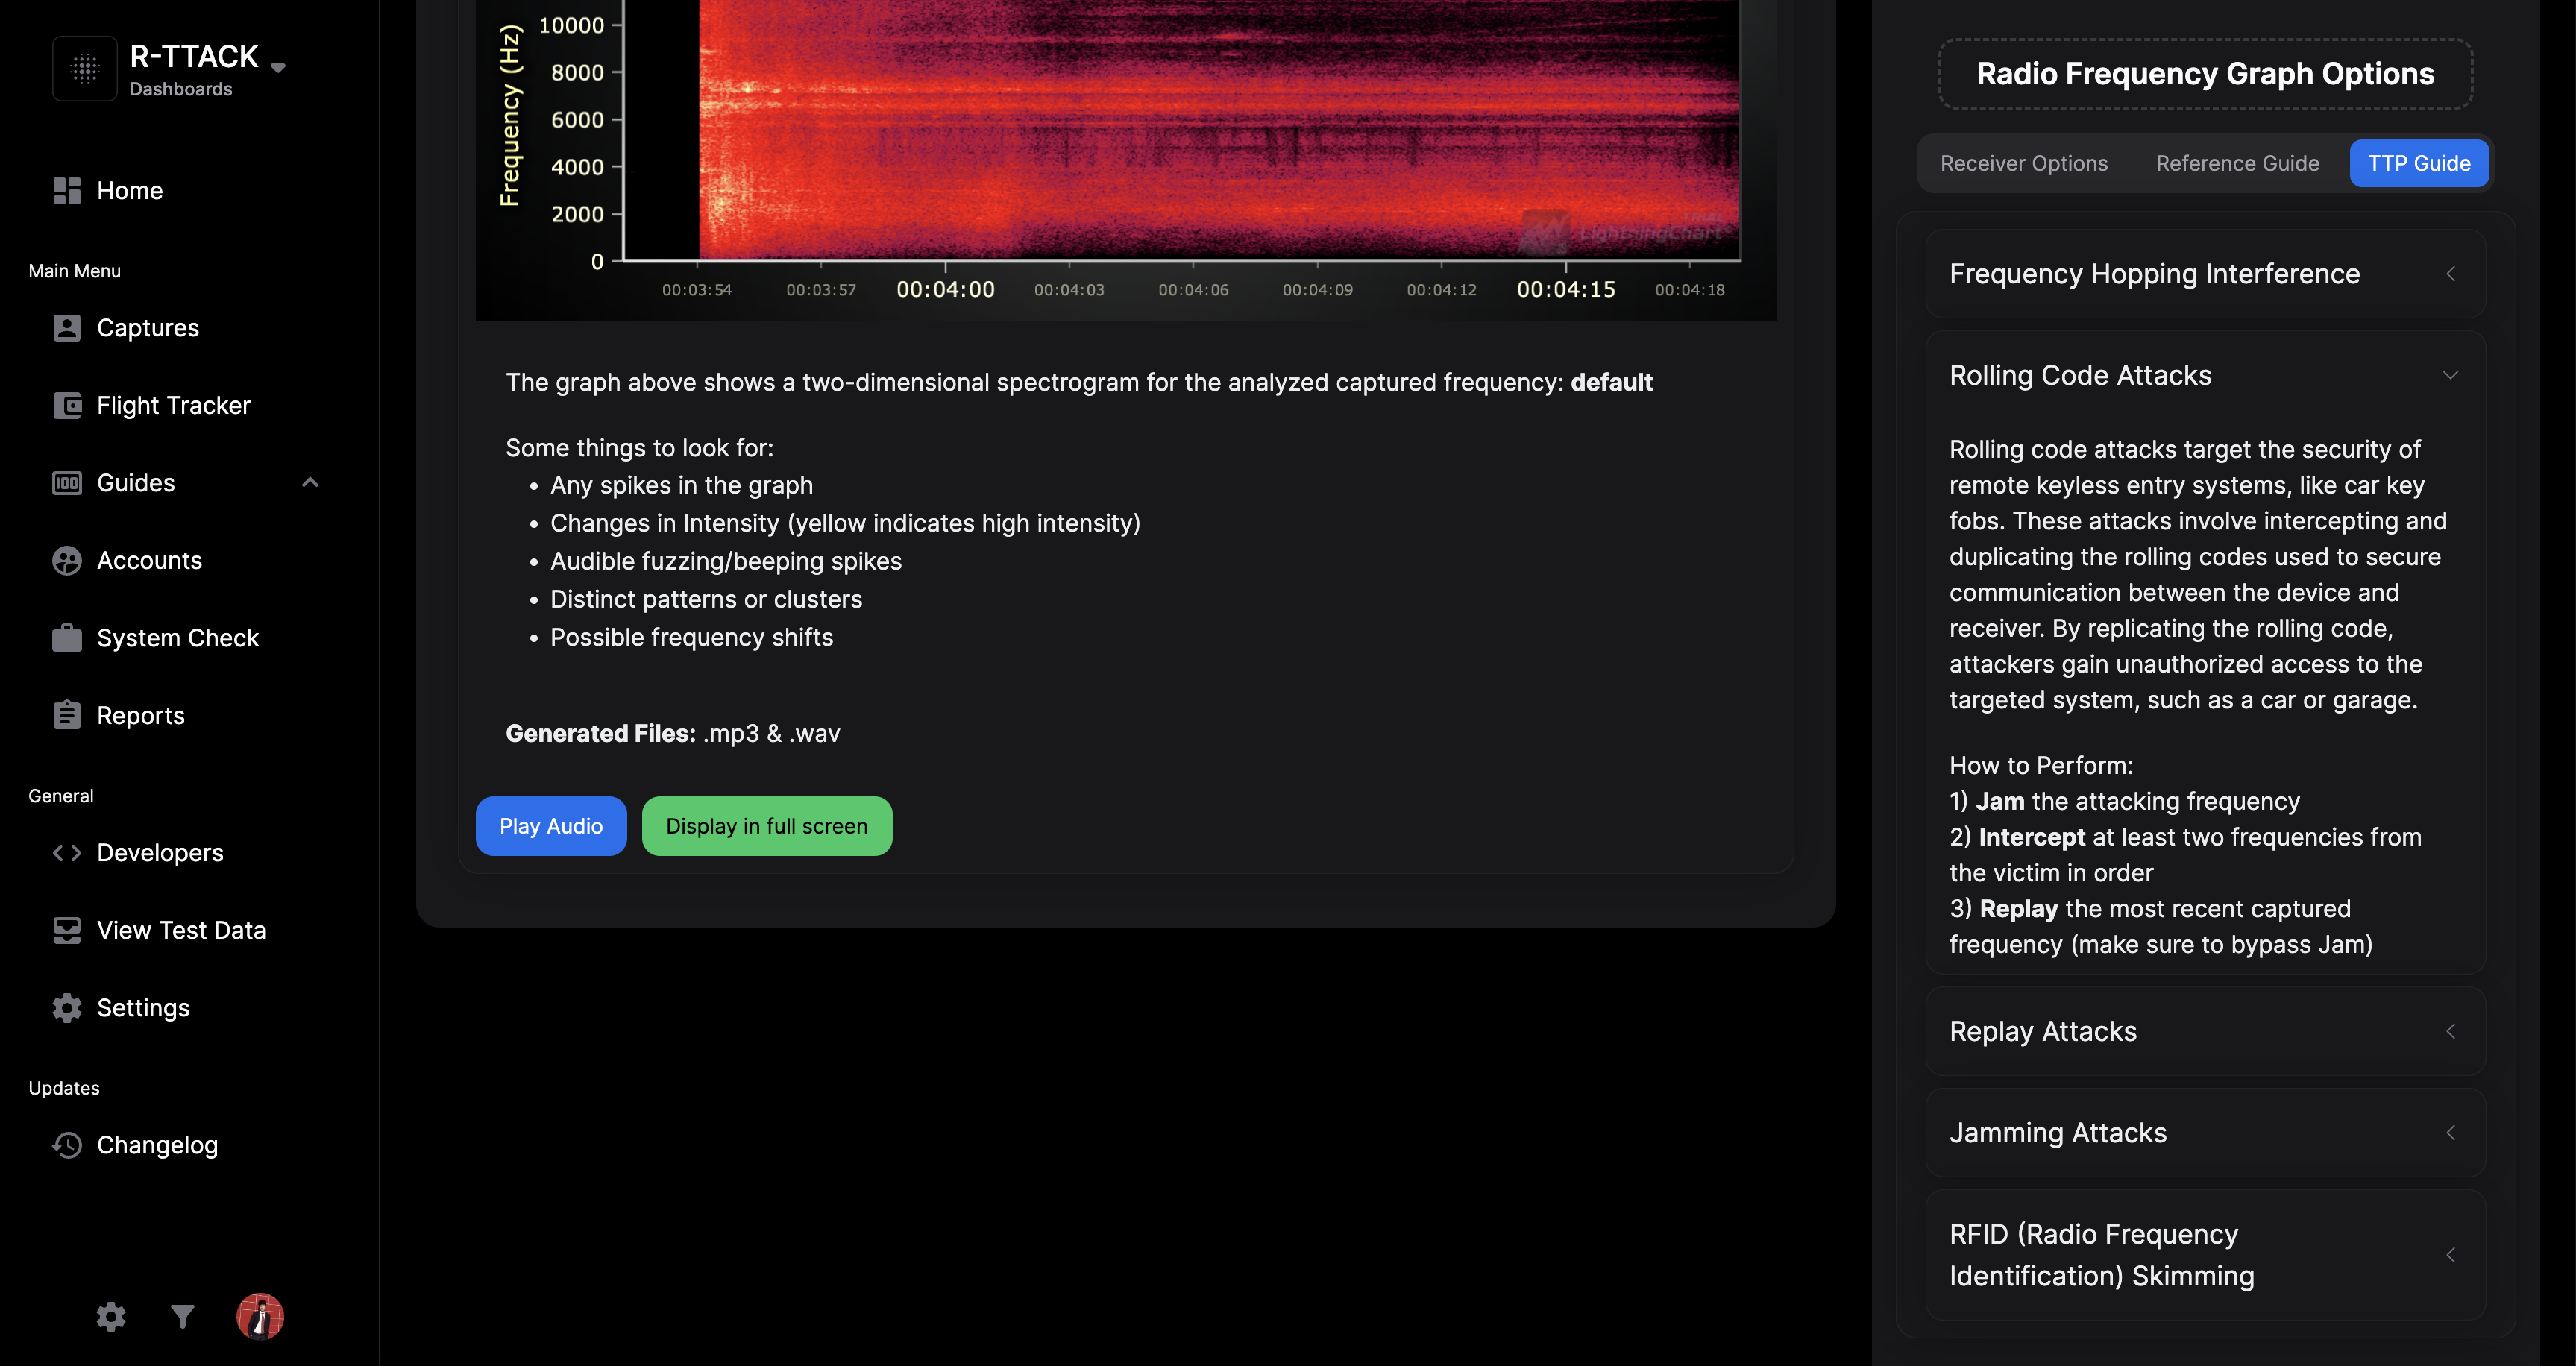 R-TTACK
Dashboards
Home
Main Menu
Captures
Flight Tracker
Guides
Accounts
System Check
Reports
General
Developers
View Test Data
Settings
Updates
Changelog
Frequency (Hz)
10000
8000
6000
4000
2000
0
TRIAL
LightningChart
00:03:54 00:03:57 00:04:00 00:04:03 00:04:06 00:04:09 00:04:12 00:04:15 00:04:18
The graph above shows a two-dimensional spectrogram for the analyzed captured frequency: default
Some things to look for:
• Any spikes in the graph
• Changes in Intensity (yellow indicates high intensity)
• Audible fuzzing/beeping spikes
• Distinct patterns or clusters
• Possible frequency shifts
Generated Files: .mp3 & .wav
Play Audio Display in full screen
Radio Frequency Graph Options
Receiver Options Reference Guide TTP Guide
Frequency Hopping Interference
Rolling Code Attacks
Rolling code attacks target the security of
remote keyless entry systems, like car key
fobs. These attacks involve intercepting and
duplicating the rolling codes used to secure
communication between the device and
receiver. By replicating the rolling code,
attackers gain unauthorized access to the
targeted system, such as a car or garage.
How to Perform:
1) Jam the attacking frequency
2) Intercept at least two frequencies from
the victim in order
3) Replay the most recent captured
frequency (make sure to bypass Jam)
Replay Attacks
Jamming Attacks
RFID (Radio Frequency
Identification) Skimming